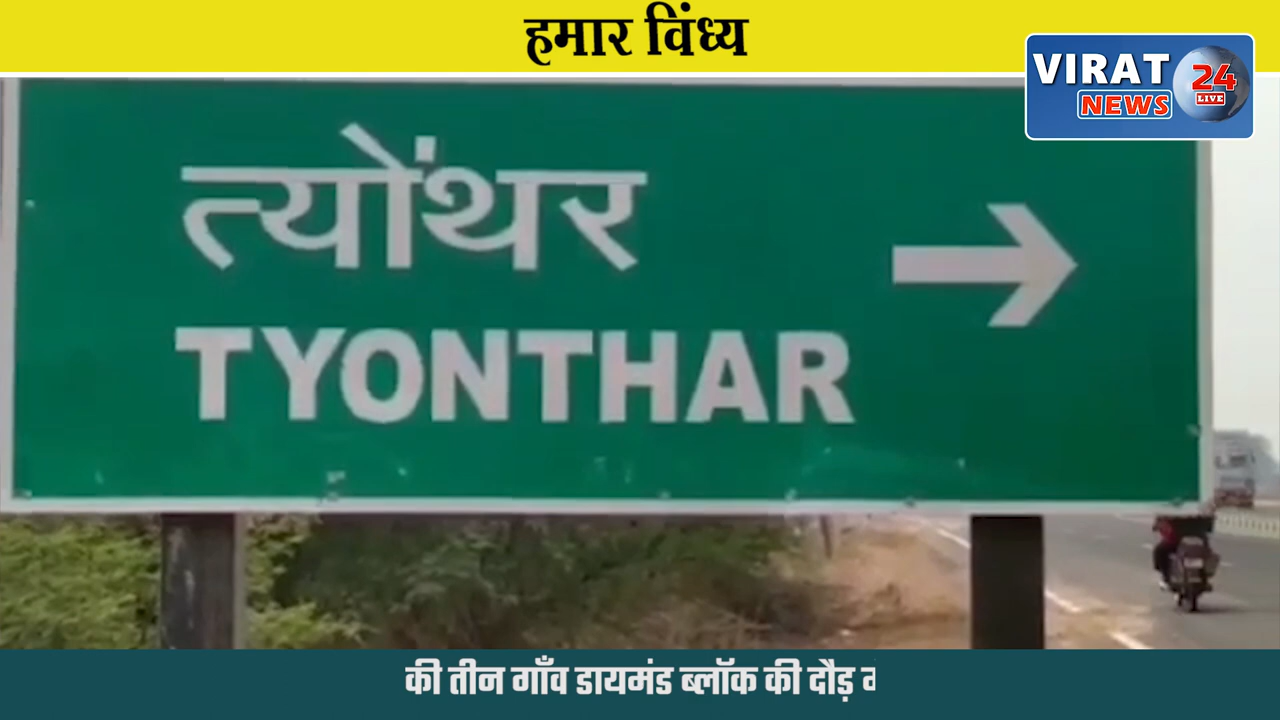 हमार विंध्य
VIRAT
24
NEWS
LIVE
त्योंथर
TYONTHAR
की तीन गाँव डायमंड ब्लॉक की दौड़